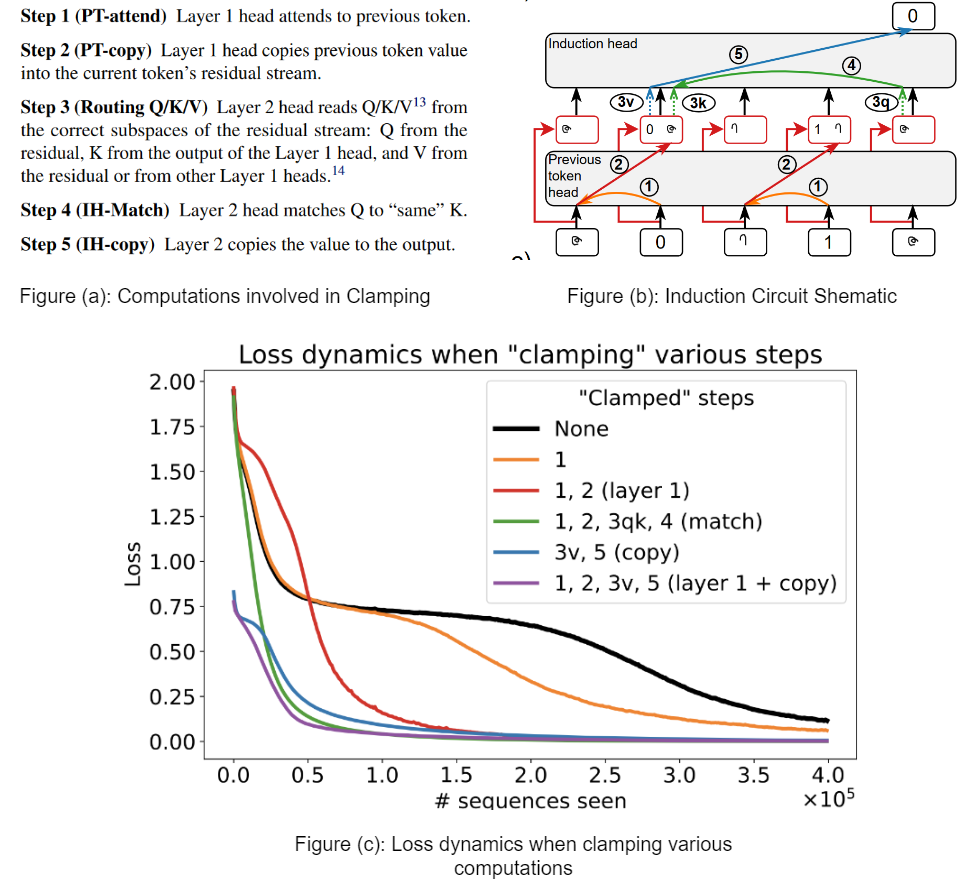 Step 1 (PT-attend) Layer 1 head attends to previous token.
Step 2 (PT-copy) Layer 1 head copies previous token value
into the current token's residual stream.
Step 3 (Routing Q/K/V) Layer 2 head reads Q/K/V13 from
the correct subspaces of the residual stream: Q from the
residual, K from the output of the Layer 1 head, and V from
the residual or from other Layer 1 heads.14
Step 4 (IH-Match) Layer 2 head matches Q to "same" K.
Step 5 (IH-copy) Layer 2 copies the value to the output.
Figure (a): Computations involved in Clamping
0
Induction head
5
4
3v
3k
3q
0
1
Previous
token
head
2
2
1
1
0
1
Figure (b): Induction Circuit Shematic
Loss dynamics when "clamping" various steps
"Clamped" steps
None
1
1, 2 (layer 1)
1, 2, 3qk, 4 (match)
3v, 5 (copy)
1, 2, 3v, 5 (layer 1 + copy)
Loss
2.00
1.75
1.50
1.25
1.00
0.75
0.50
0.25
0.00
0.0 0.5 1.0 1.5 2.0 2.5 3.0 3.5 4.0
# sequences seen
×10⁵
Figure (c): Loss dynamics when clamping various
computations